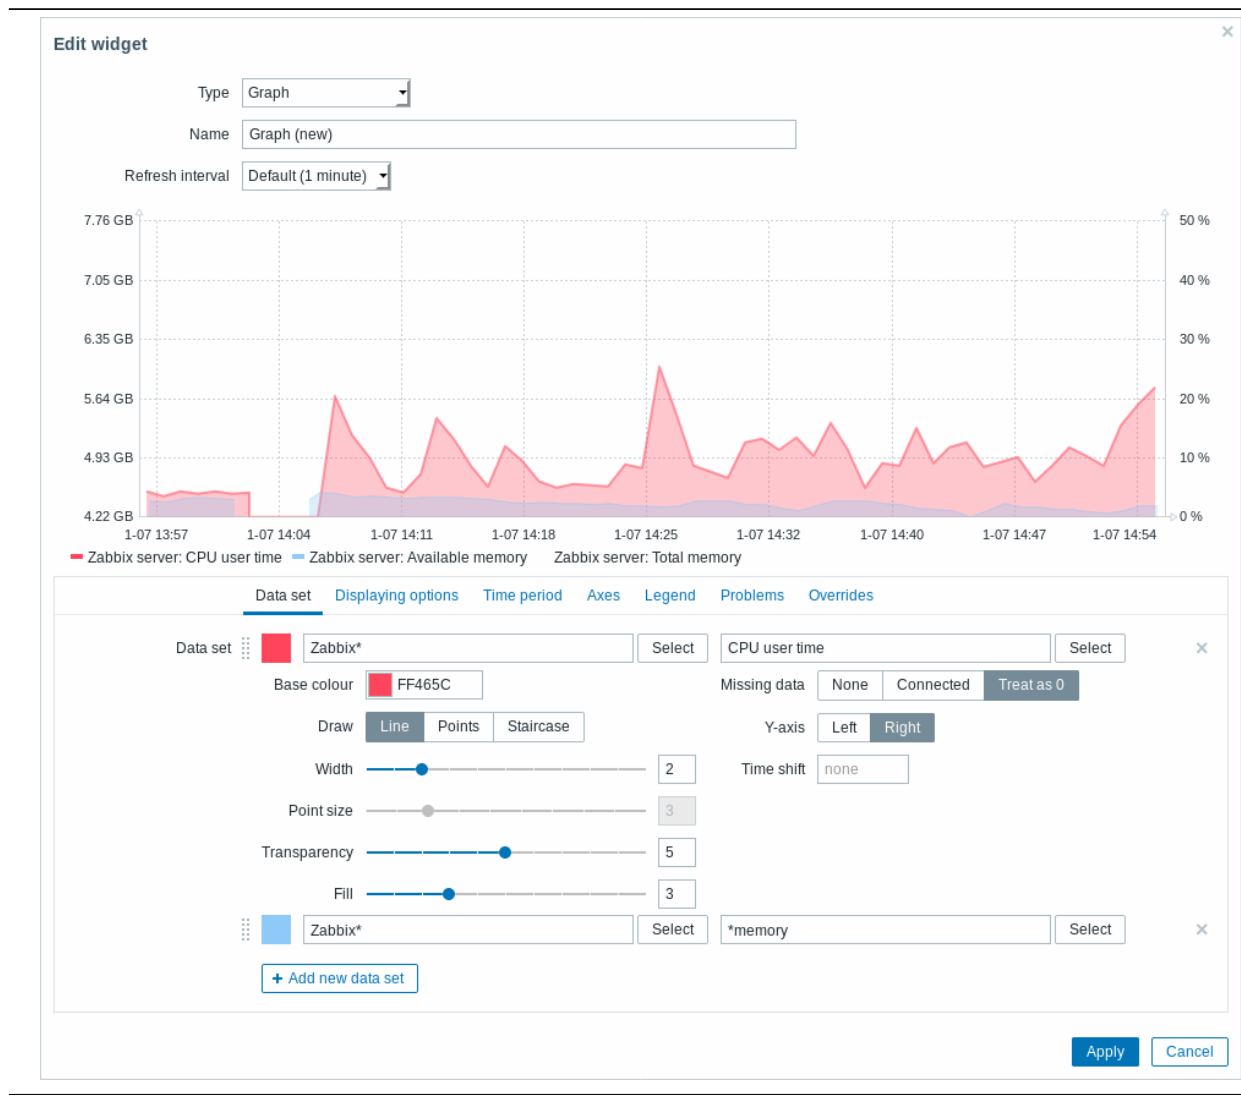 Edit widget
×
Type Graph
Name Graph (new)
Refresh interval Default (1 minute)
7.76 GB 50 %
7.05 GB 40 %
6.35 GB 30 %
5.64 GB 20 %
4.93 GB 10 %
4.22 GB 0 %
1-07 13:57 1-07 14:04 1-07 14:11 1-07 14:18 1-07 14:25 1-07 14:32 1-07 14:40 1-07 14:47 1-07 14:54
Zabbix server: CPU user time Zabbix server: Available memory Zabbix server: Total memory
Data set Displaying options Time period Axes Legend Problems Overrides
Data set Zabbix* Select CPU user time Select ×
Base colour FF465C Missing data None Connected Treat as 0
Draw Line Points Staircase Y-axis Left Right
Width 2 Time shift none
Point size 3
Transparency 5
Fill 3
Zabbix* Select *memory Select ×
+ Add new data set
Apply Cancel